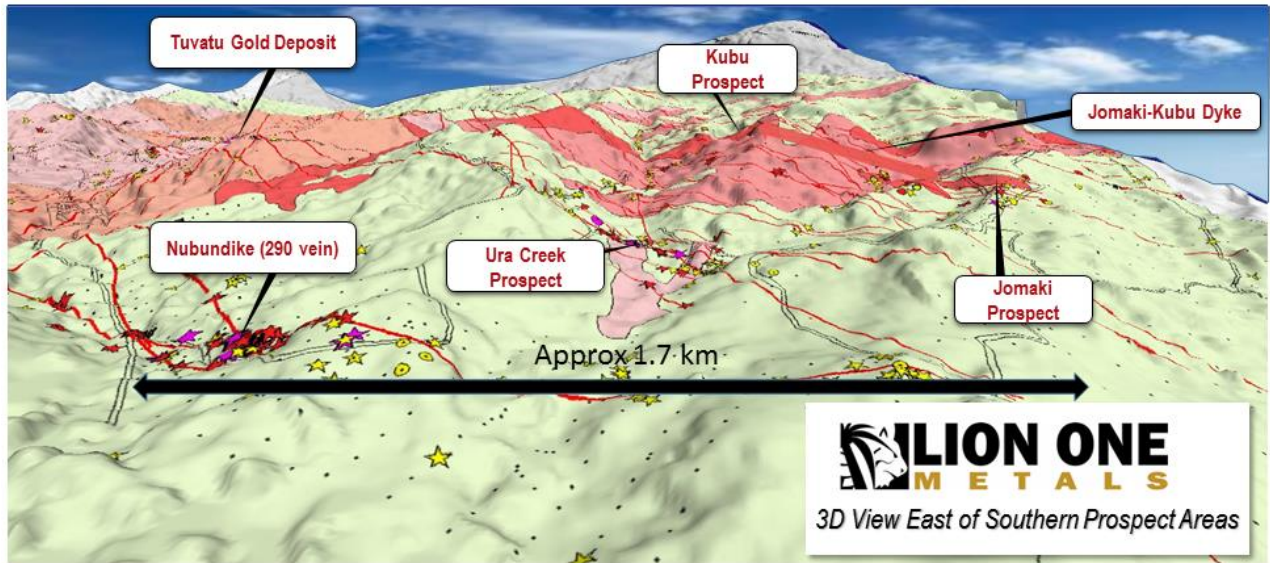 Tuvatu Gold Deposit
Kubu
Prospect
Jomaki-Kubu Dyke
Nubundike (290 vein)
Ura Creek
Prospect
Jomaki
Prospect
Approx 1.7 km
LION ONE
METALS
3D View East of Southern Prospect Areas